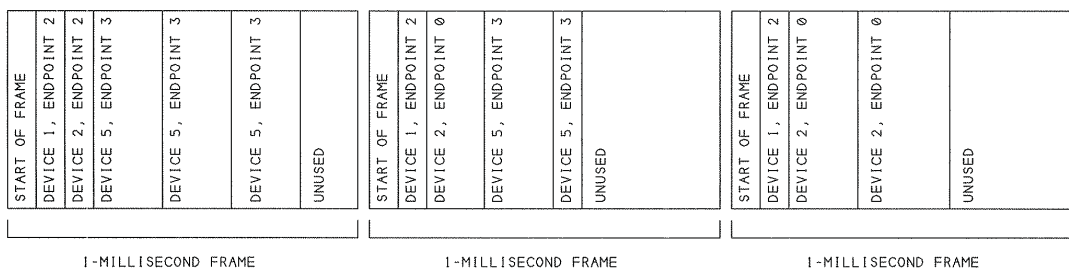 START OF FRAME
DEVICE 1, ENDPOINT 2
DEVICE 2, ENDPOINT 2
DEVICE 5, ENDPOINT 3
DEVICE 5, ENDPOINT 3
DEVICE 5, ENDPOINT 3
UNUSED
1-MILLISECOND FRAME
START OF FRAME
DEVICE 1, ENDPOINT 2
DEVICE 2, ENDPOINT 0
DEVICE 5, ENDPOINT 3
DEVICE 5, ENDPOINT 3
UNUSED
1-MILLISECOND FRAME
START OF FRAME
DEVICE 1, ENDPOINT 2
DEVICE 2, ENDPOINT 0
DEVICE 2, ENDPOINT 0
UNUSED
1-MILLISECOND FRAME